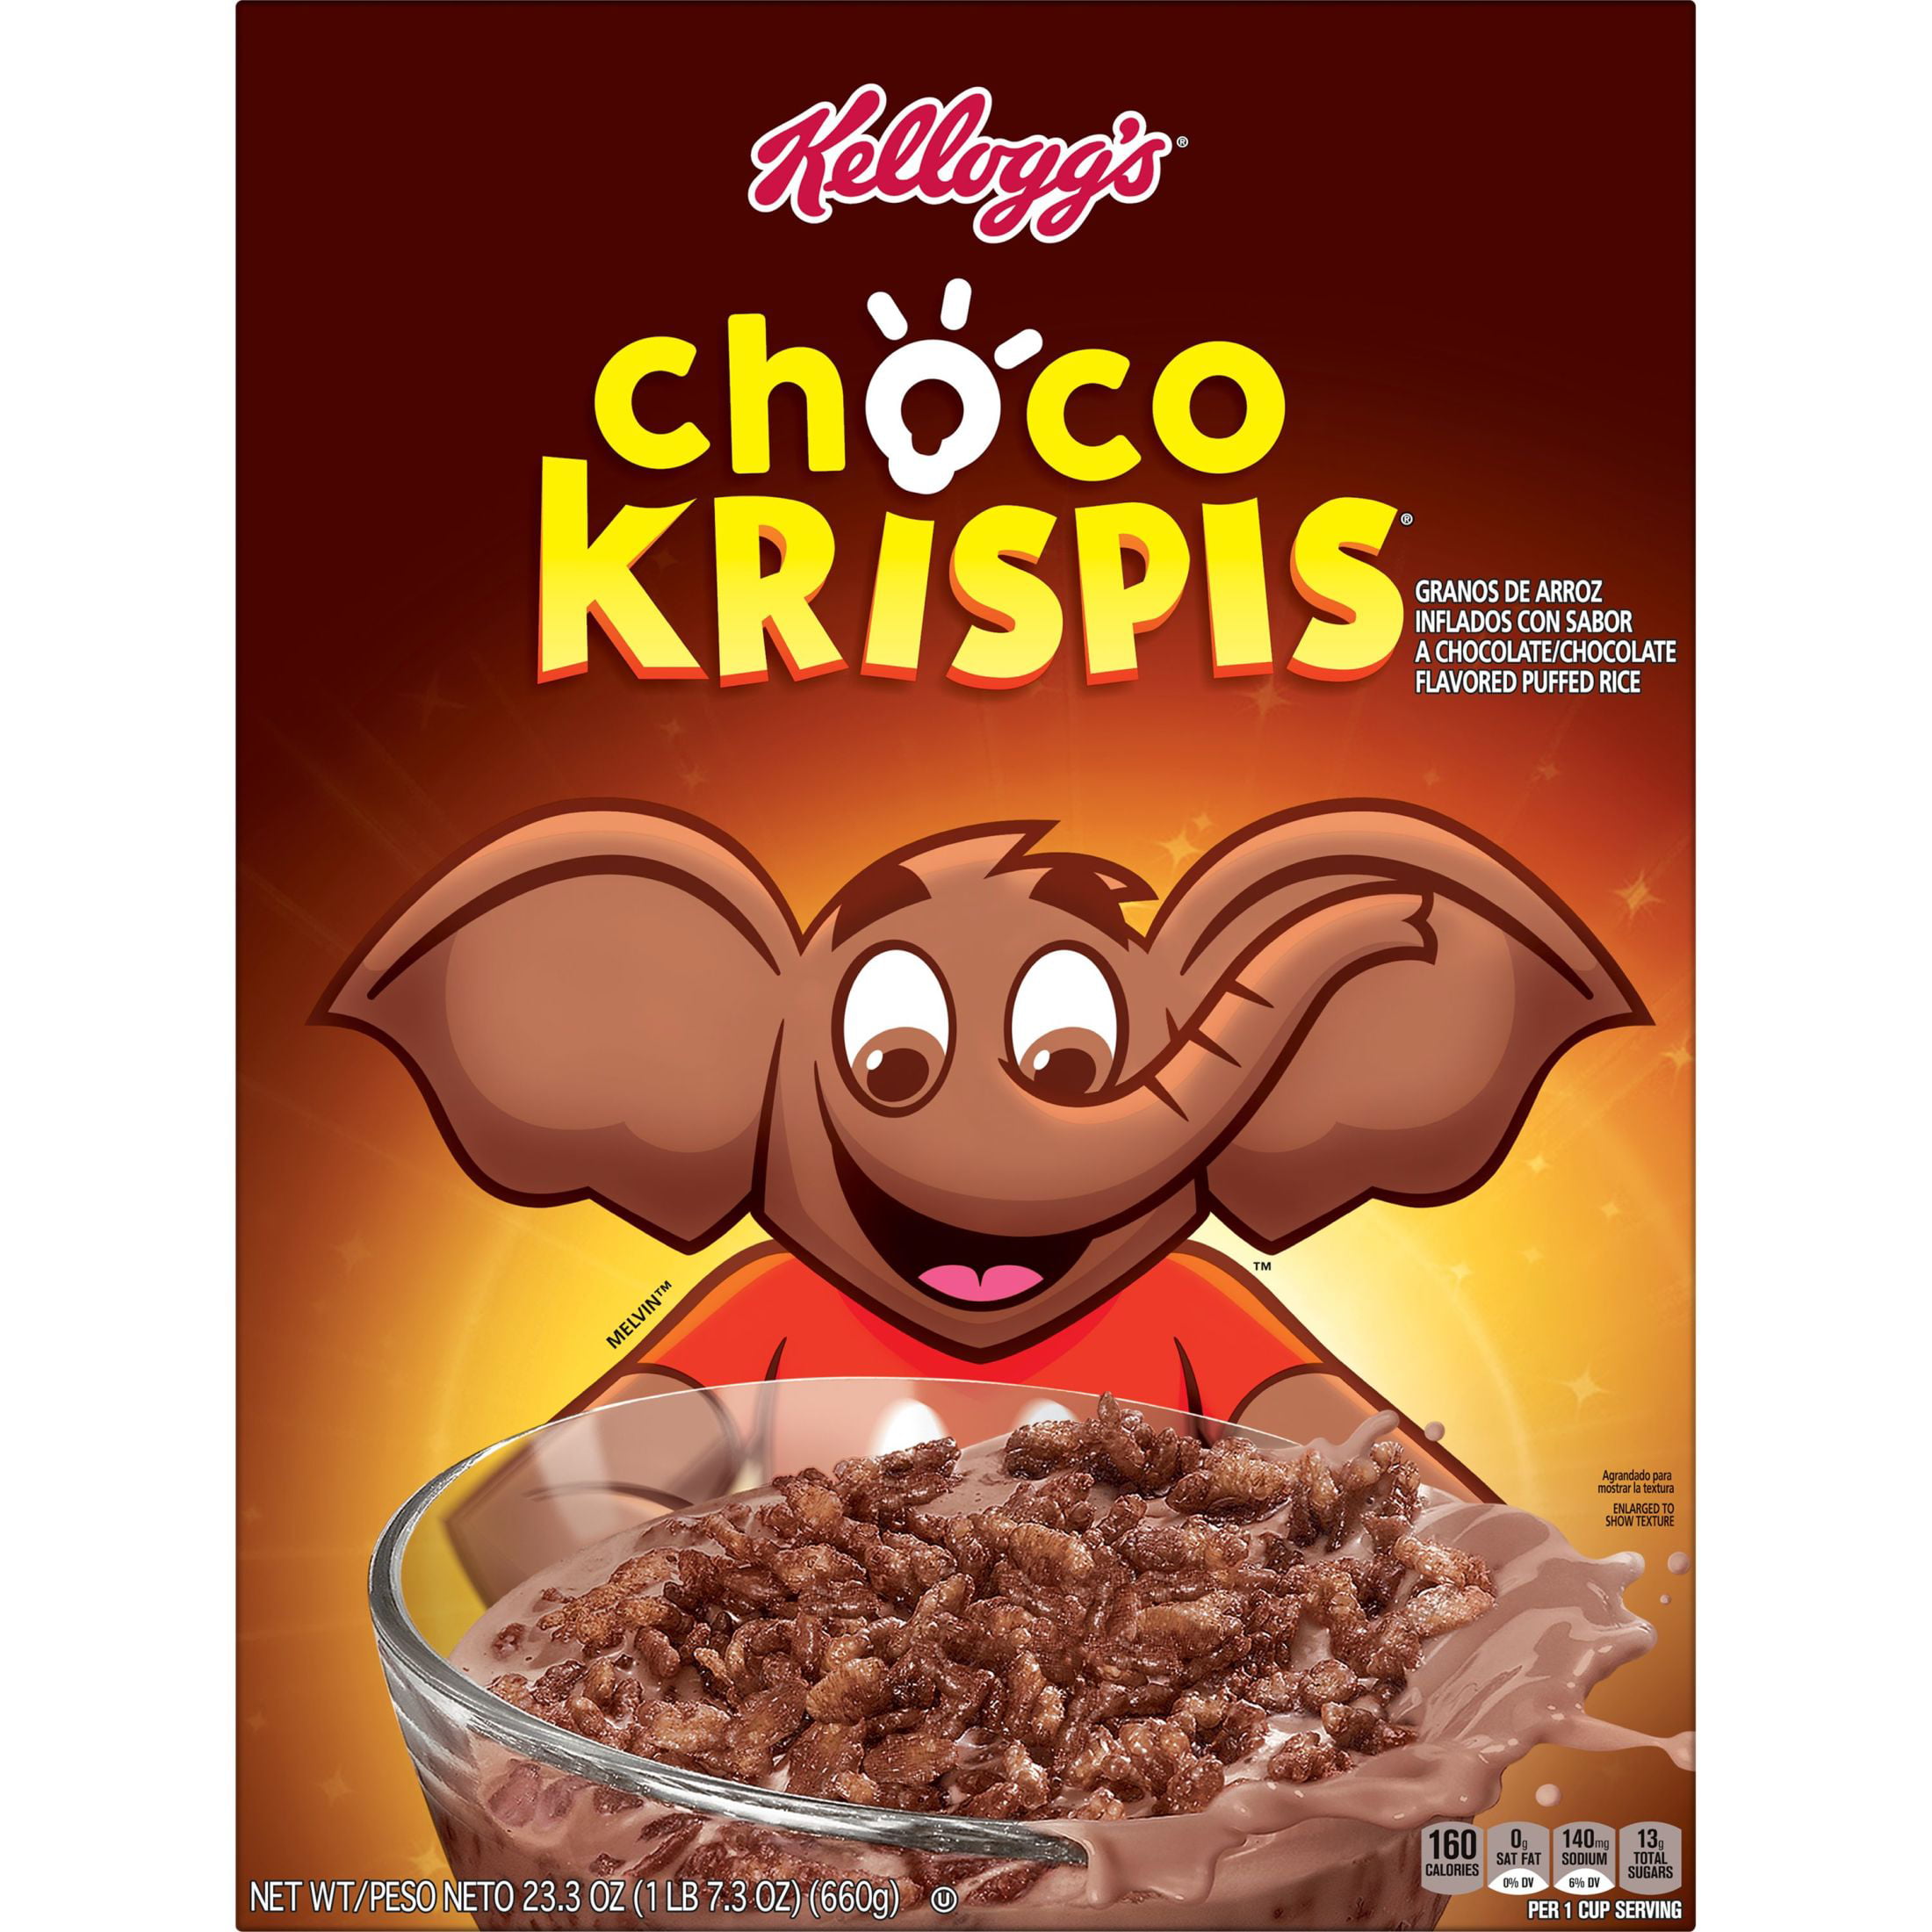 Kellogg's®
choco
KRISPIS®
GRANOS DE ARROZ
INFLADOS CON SABOR
A CHOCOLATE/CHOCOLATE
FLAVORED PUFFED RICE
MELVIN™
TM
Agrandado para
mostrar la textura
ENLARGED TO
SHOW TEXTURE
160 0g 140mg 13g
CALORIES SAT FAT SODIUM TOTAL
SUGARS
0% DV 6% DV
PER 1 CUP SERVING
NET WT/PESO NETO 23.3 OZ (1 LB 7.3 OZ) (660g) U